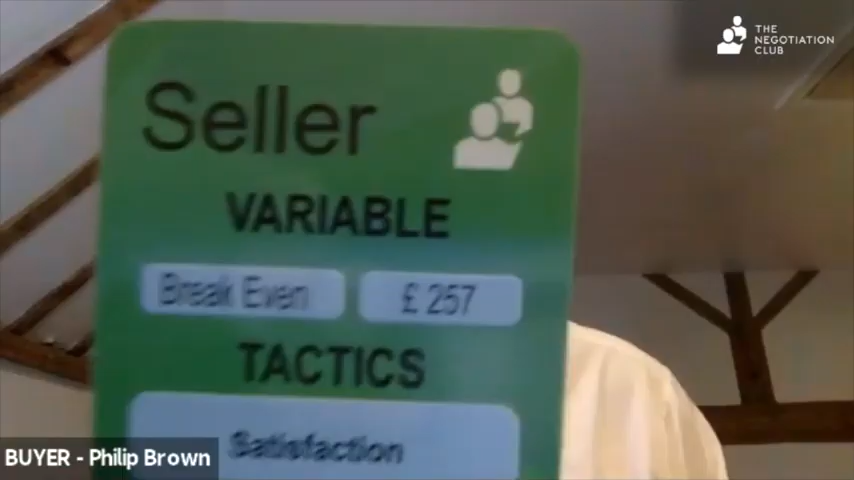 THE
NEGOTIATION
CLUB
Seller
VARIABLE
Break Even £ 257
TACTICS
Satisfaction
BUYER - Philip Brown